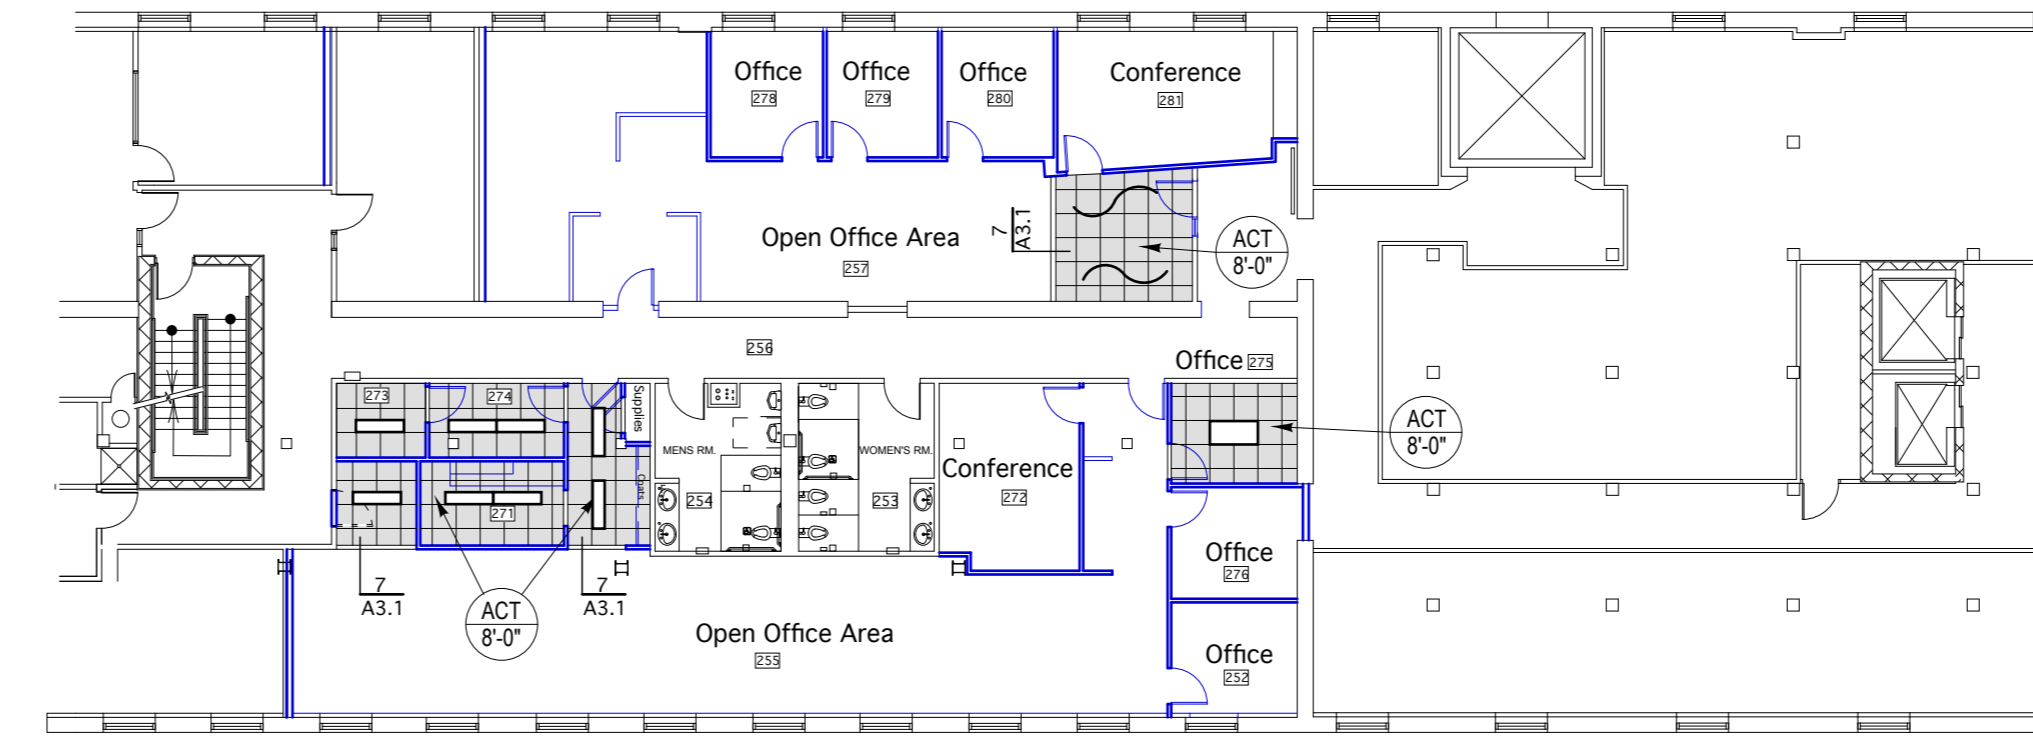 Office
278
Office
279
Office
280
Conference
281
Open Office Area
257
7
A3.1
ACT
8'-0"
256
Office 275
273
274
Supplies
MENS RM.
254
WOMEN'S RM.
253
Conference
272
ACT
8'-0"
Coats
271
7
A3.1
ACT
8'-0"
7
A3.1
Office
276
Open Office Area
255
Office
252